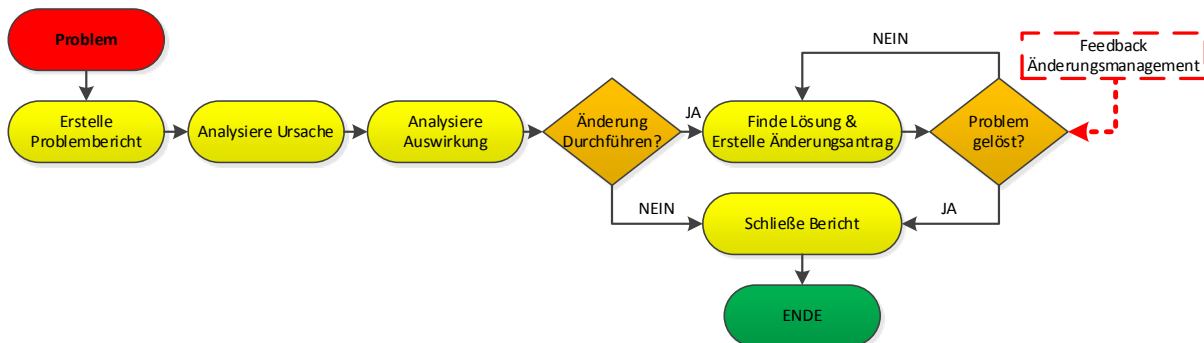 Problem
NEIN
Feedback
Änderungsmanagement
Erstelle
Problembericht
Analysiere Ursache
Analysiere
Auswirkung
Änderung
Durchführen?
JA
Finde Lösung &
Erstelle Änderungsantrag
Problem
gelöst?
NEIN
Schließe Bericht
JA
ENDE